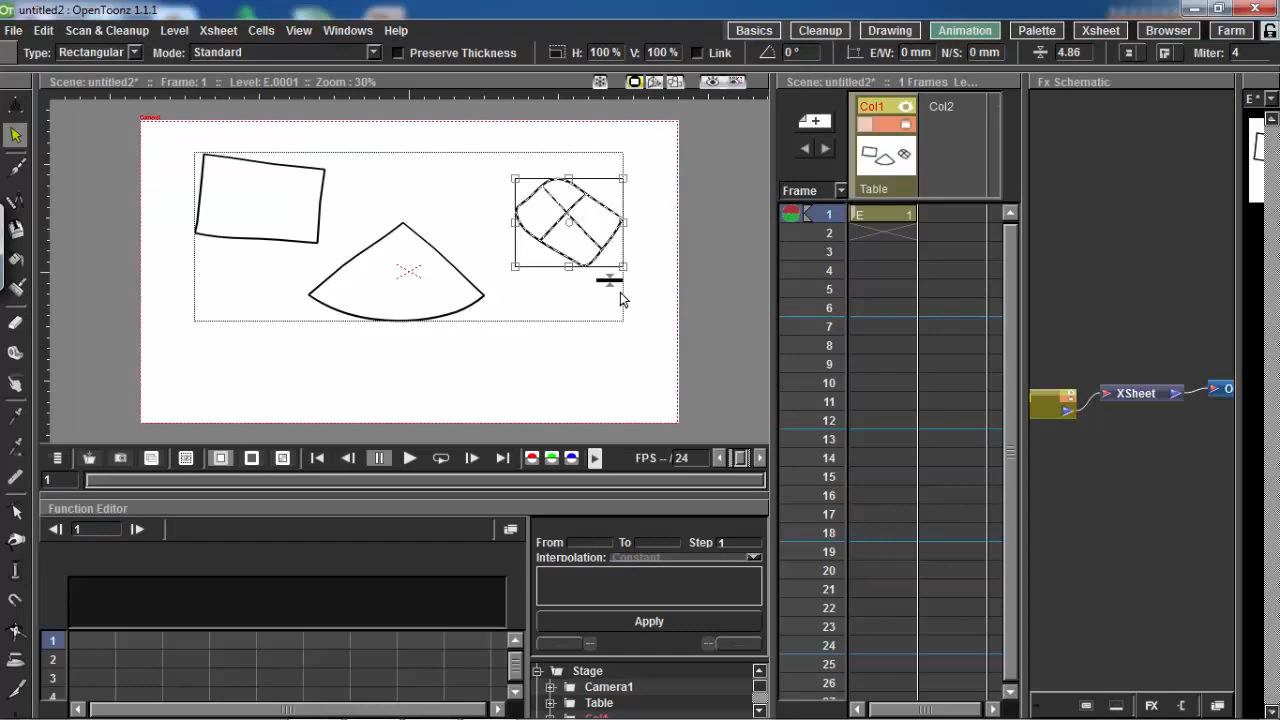 untitled2 : OpenToonz 1.1.1
File Edit Scan & Cleanup Level Xsheet Cells View Windows Help
Basics Cleanup Drawing Animation Palette Xsheet Browser Farm
Type: Rectangular Mode: Standard Preserve Thickness H: 100 % V: 100 % Link 0 ° E/W: 0 mm N/S: 0 mm 4.86 Miter: 4
Scene: untitled2* :: Frame: 1 :: Level: E.0001 :: Zoom : 30%
Scene: untitled2* :: 1 Frames Le...
Fx Schematic
E *
Col1 Col2
Table
Frame
1 E 1
2
3
4
5
6
7
8
9
10
11
12
13
14
15
16
17
18
19
20
21
22
23
24
25
26
XSheet
FPS -- / 24
1
Function Editor
1
1
2
3
4
From To Step 1
Interpolation: Constant
Apply
Stage
Camera1
Table
Col1
FX